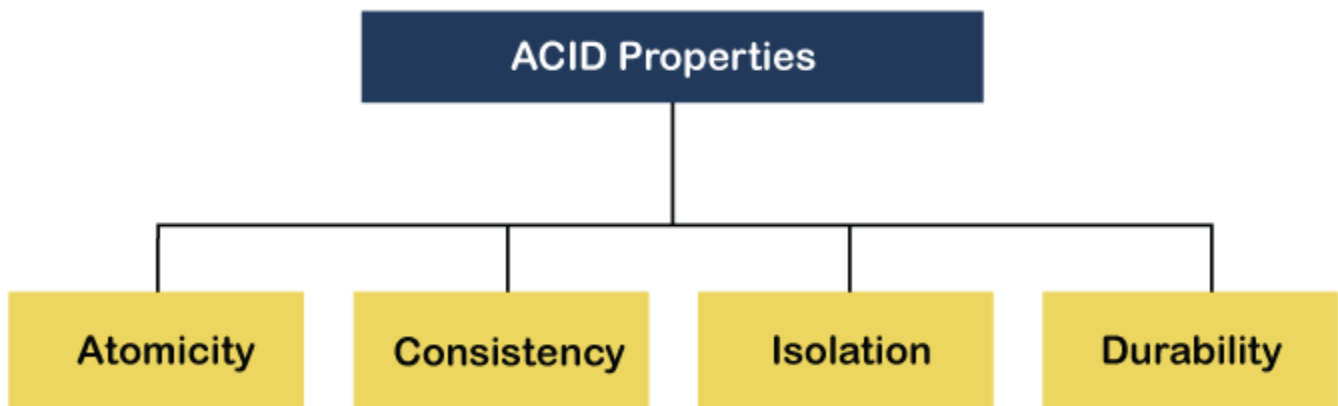 ACID Properties
Atomicity
Consistency
Isolation
Durability